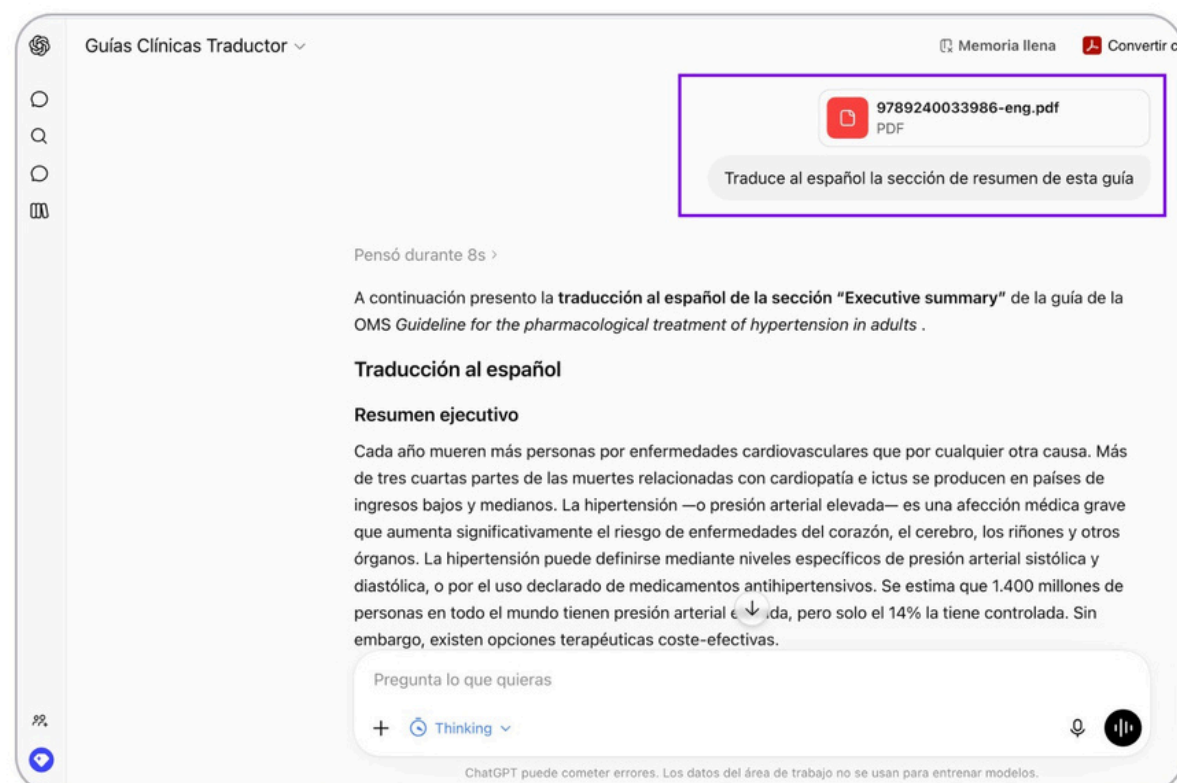 Guías Clínicas Traductor
Memoria llena
Convertir
9789240033986-eng.pdf
PDF
Traduce al español la sección de resumen de esta guía
Pensó durante 8s
A continuación presento la traducción al español de la sección “Executive summary” de la guía de la
OMS Guideline for the pharmacological treatment of hypertension in adults .
Traducción al español
Resumen ejecutivo
Cada año mueren más personas por enfermedades cardiovasculares que por cualquier otra causa. Más
de tres cuartas partes de las muertes relacionadas con cardiopatía e ictus se producen en países de
ingresos bajos y medianos. La hipertensión —o presión arterial elevada— es una afección médica grave
que aumenta significativamente el riesgo de enfermedades del corazón, el cerebro, los riñones y otros
órganos. La hipertensión puede definirse mediante niveles específicos de presión arterial sistólica y
diastólica, o por el uso declarado de medicamentos antihipertensivos. Se estima que 1.400 millones de
personas en todo el mundo tienen presión arterial pero solo el 14% la tiene controlada. Sin
embargo, existen opciones terapéuticas coste-efectivas.
Pregunta lo que quieras
Thinking
ChatGPT puede cometer errores. Los datos del área de trabajo no se usan para entrenar modelos.